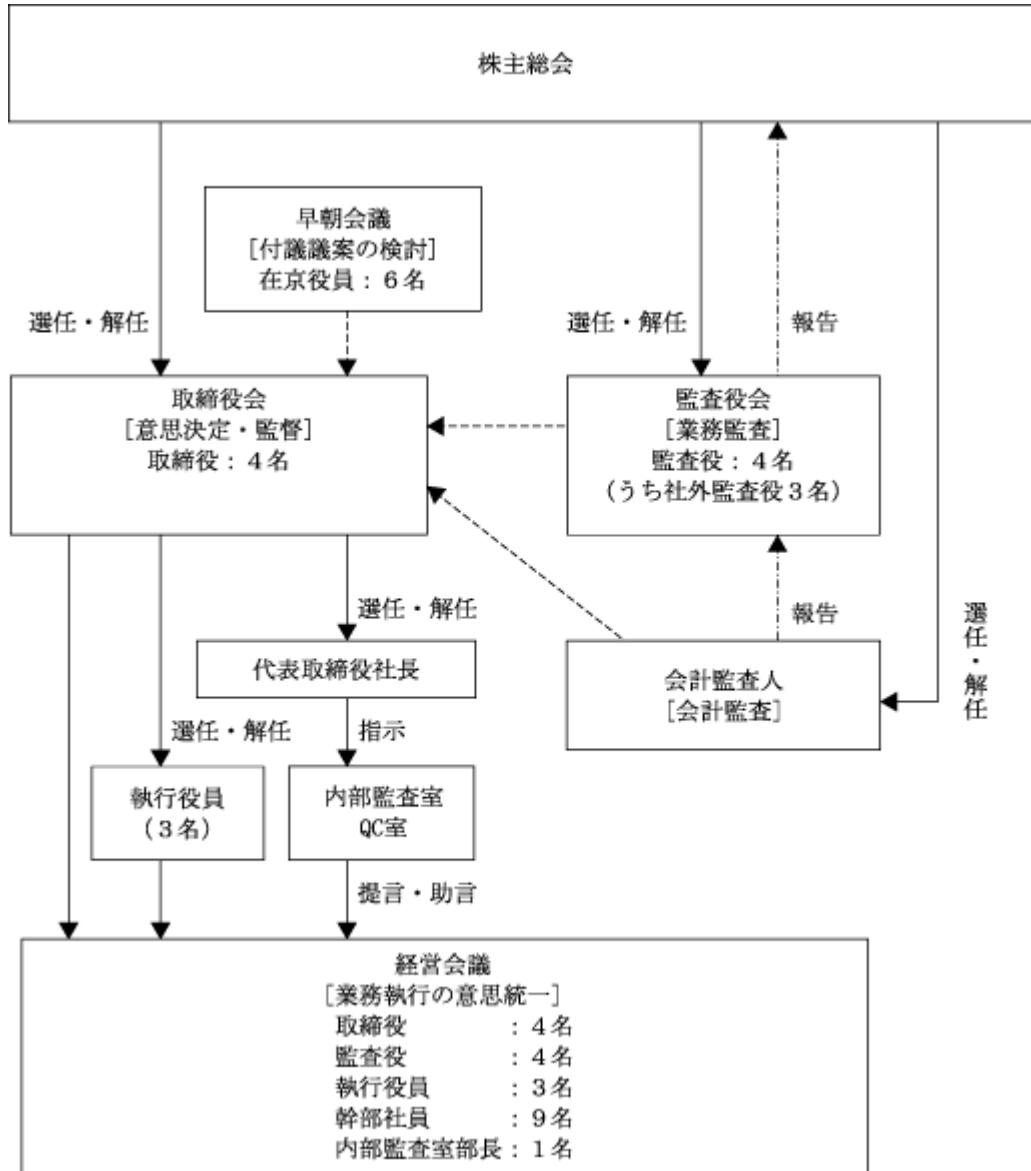 株主総会
早朝会議
[付議議案の検討]
在京役員：６名
選任・解任
選任・解任
報告
取締役会
[意思決定・監督]
取締役：４名
監査役会
[業務監査]
監査役：４名
(うち社外監査役３名)
選任・解任
報告
選任・解任
代表取締役社長
会計監査人
[会計監査]
選任・解任
指示
執行役員
(３名)
内部監査室
QC室
提言・助言
経営会議
[業務執行の意思統一]
取締役　　　　：４名
監査役　　　　：４名
執行役員　　　：３名
幹部社員　　　：９名
内部監査室部長：１名